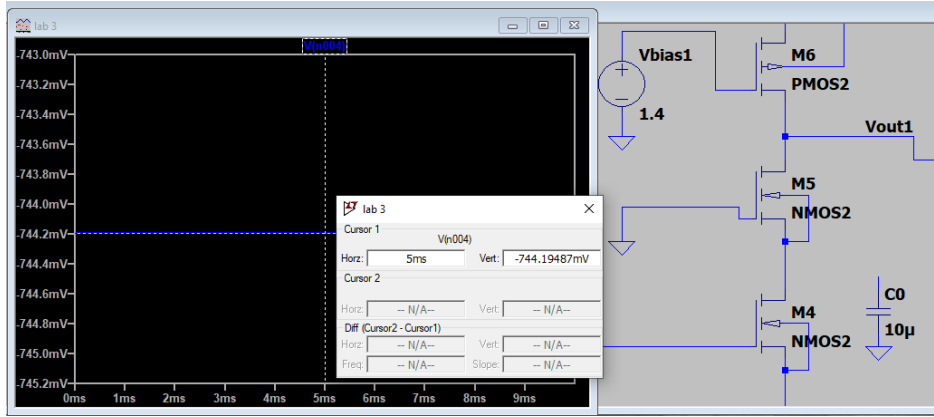 lab 3
V(n004)
-743.0mV
-743.2mV
-743.4mV
-743.6mV
-743.8mV
-744.0mV
-744.2mV
-744.4mV
-744.6mV
-744.8mV
-745.0mV
-745.2mV
0ms 1ms 2ms 3ms 4ms 5ms 6ms 7ms 8ms 9ms
lab 3
Cursor 1
V(n004)
Horz: 5ms Vert: -744.19487mV
Cursor 2
Horz: -- N/A-- Vert: -- N/A--
Diff (Cursor2 - Cursor1)
Horz: -- N/A-- Vert: -- N/A--
Freq: -- N/A-- Slope: -- N/A--
Vbias1
1.4
M6
PMOS2
Vout1
M5
NMOS2
M4
NMOS2
C0
10µ